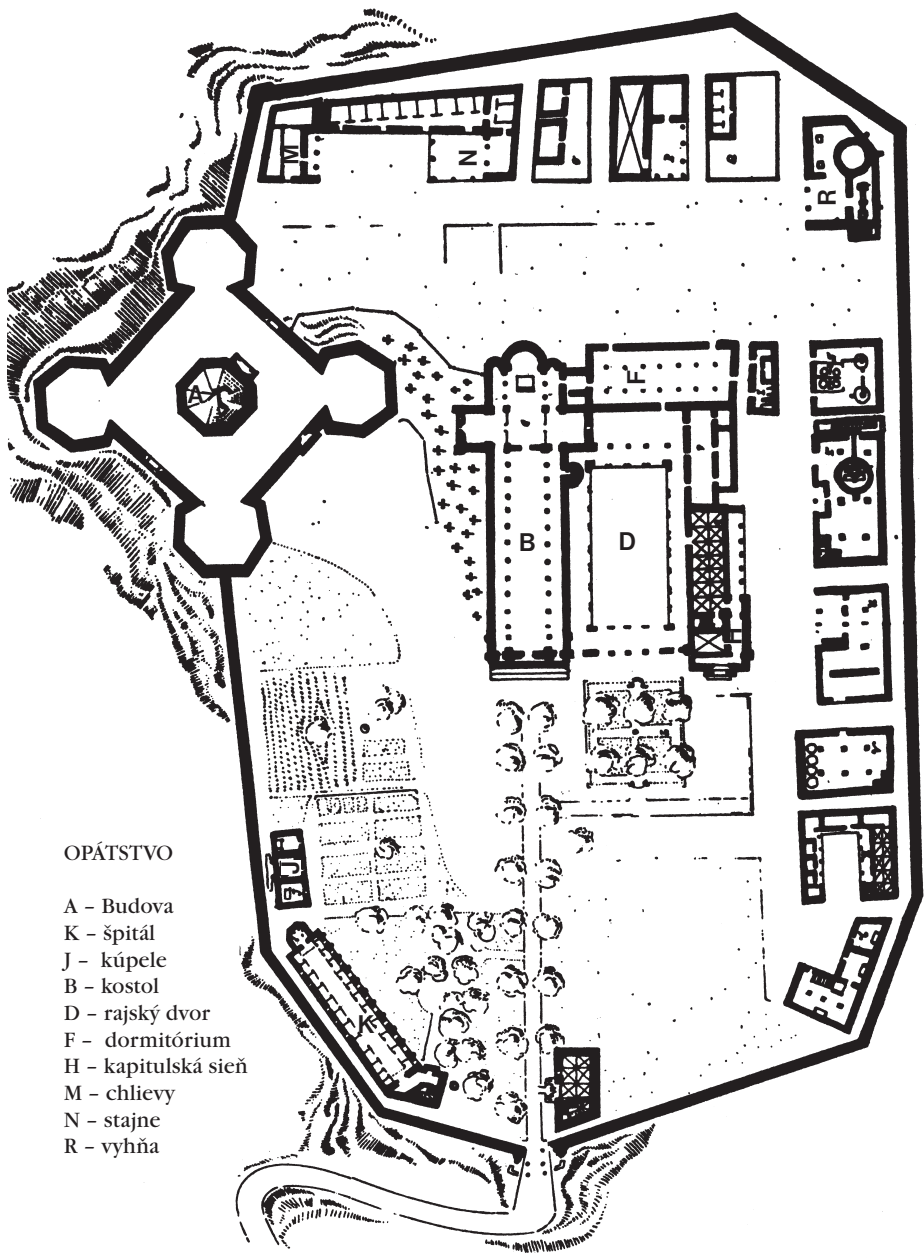 M
N
R
A
F
B
D
H
J
K
OPÁTSTVO
A – Budova
K – špitál
J – kúpele
B – kostol
D – rajský dvor
F – dormitórium
H – kapitulská sieň
M – chlievy
N – stajne
R – vyhňa